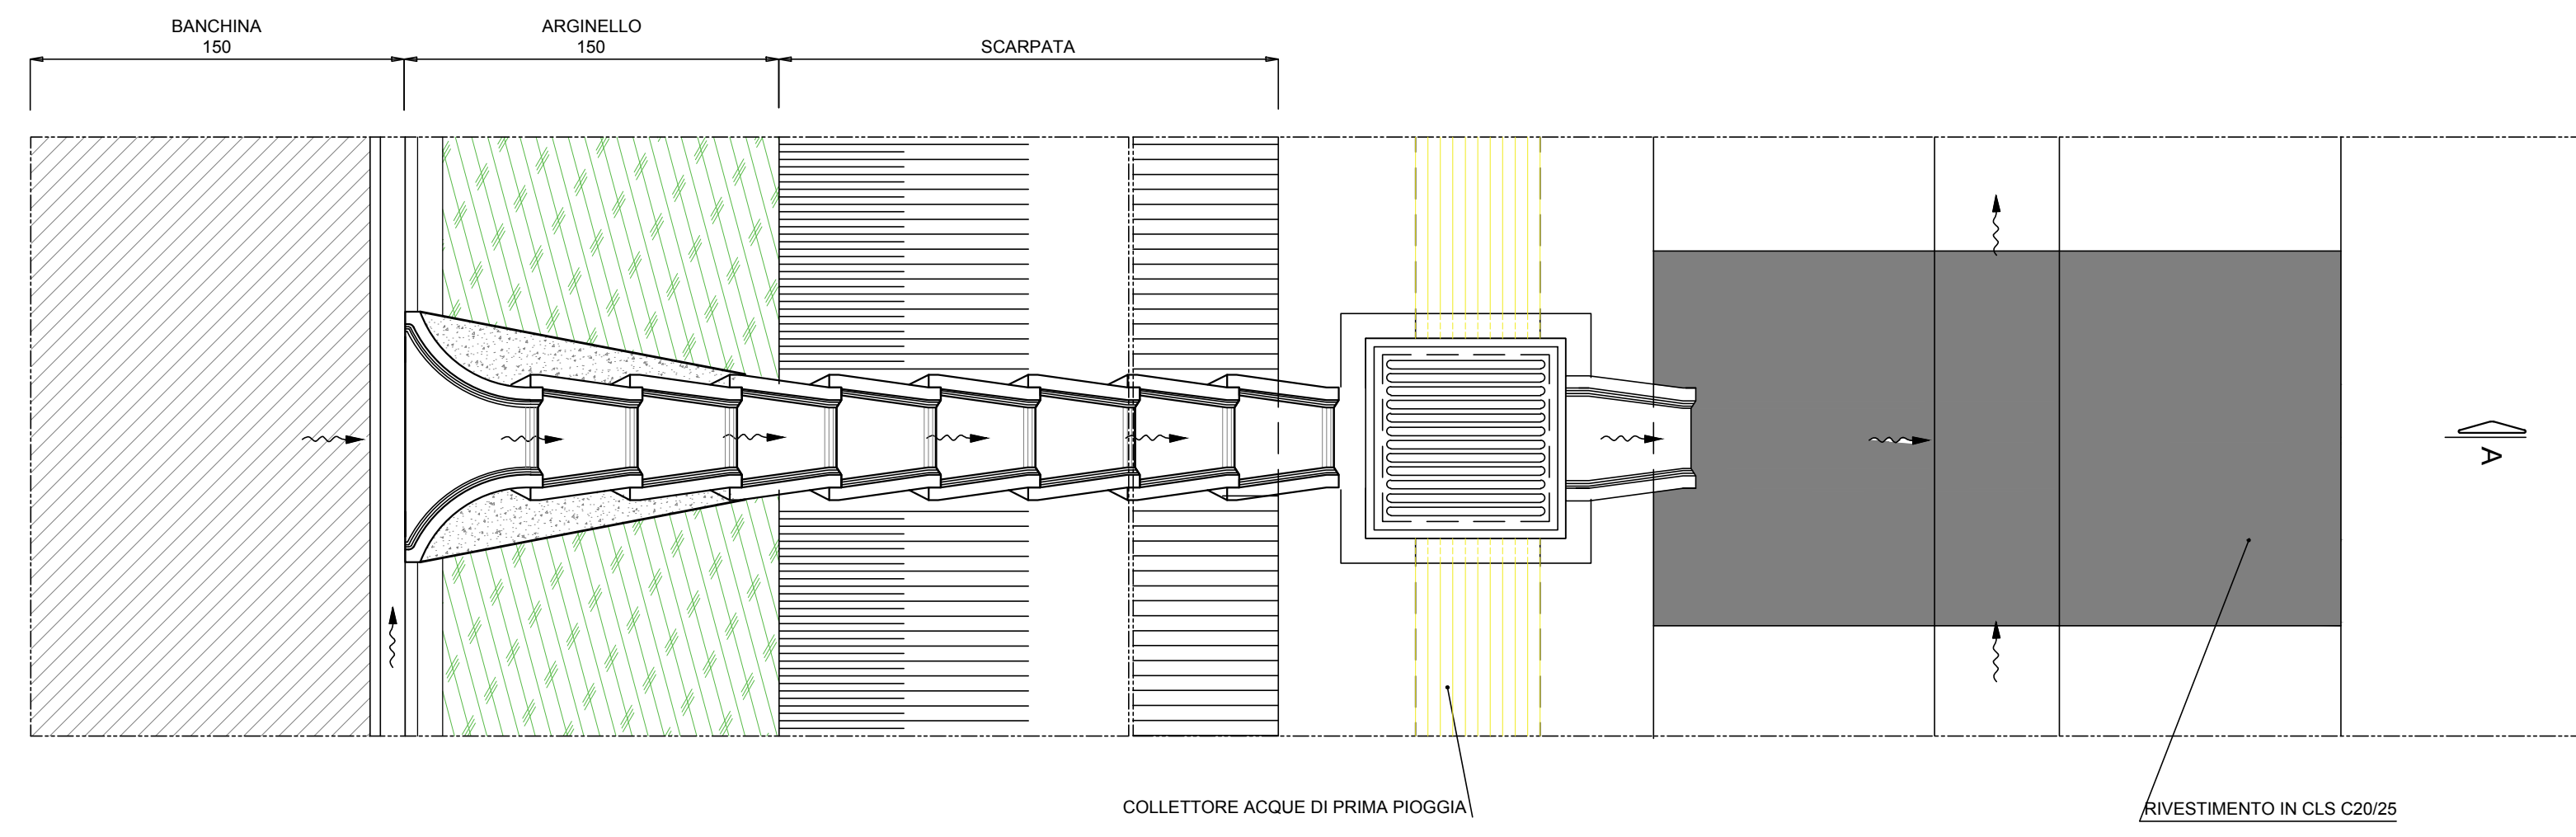 BANCHINA
150
ARGINELLO
150
SCARPATA
A
COLLETTORE ACQUE DI PRIMA PIOGGIA
RIVESTIMENTO IN CLS C20/25